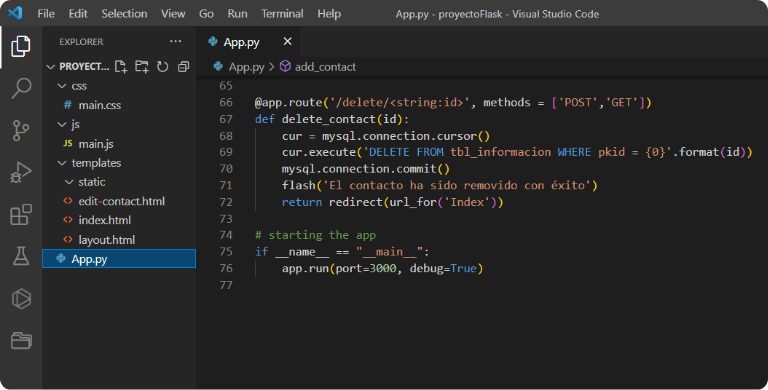 File Edit Selection View Go Run Terminal Help App.py - proyectoFlask - Visual Studio Code
EXPLORER ···
PROYECT...
css
# main.css
js
JS main.js
templates
static
<> edit-contact.html
<> index.html
<> layout.html
App.py
App.py ×
App.py > add_contact
65
66 @app.route('/delete/<string:id>', methods = ['POST','GET'])
67 def delete_contact(id):
68 cur = mysql.connection.cursor()
69 cur.execute('DELETE FROM tbl_informacion WHERE pkid = {0}'.format(id))
70 mysql.connection.commit()
71 flash('El contacto ha sido removido con éxito')
72 return redirect(url_for('Index'))
73
74 # starting the app
75 if __name__ == "__main__":
76 app.run(port=3000, debug=True)
77